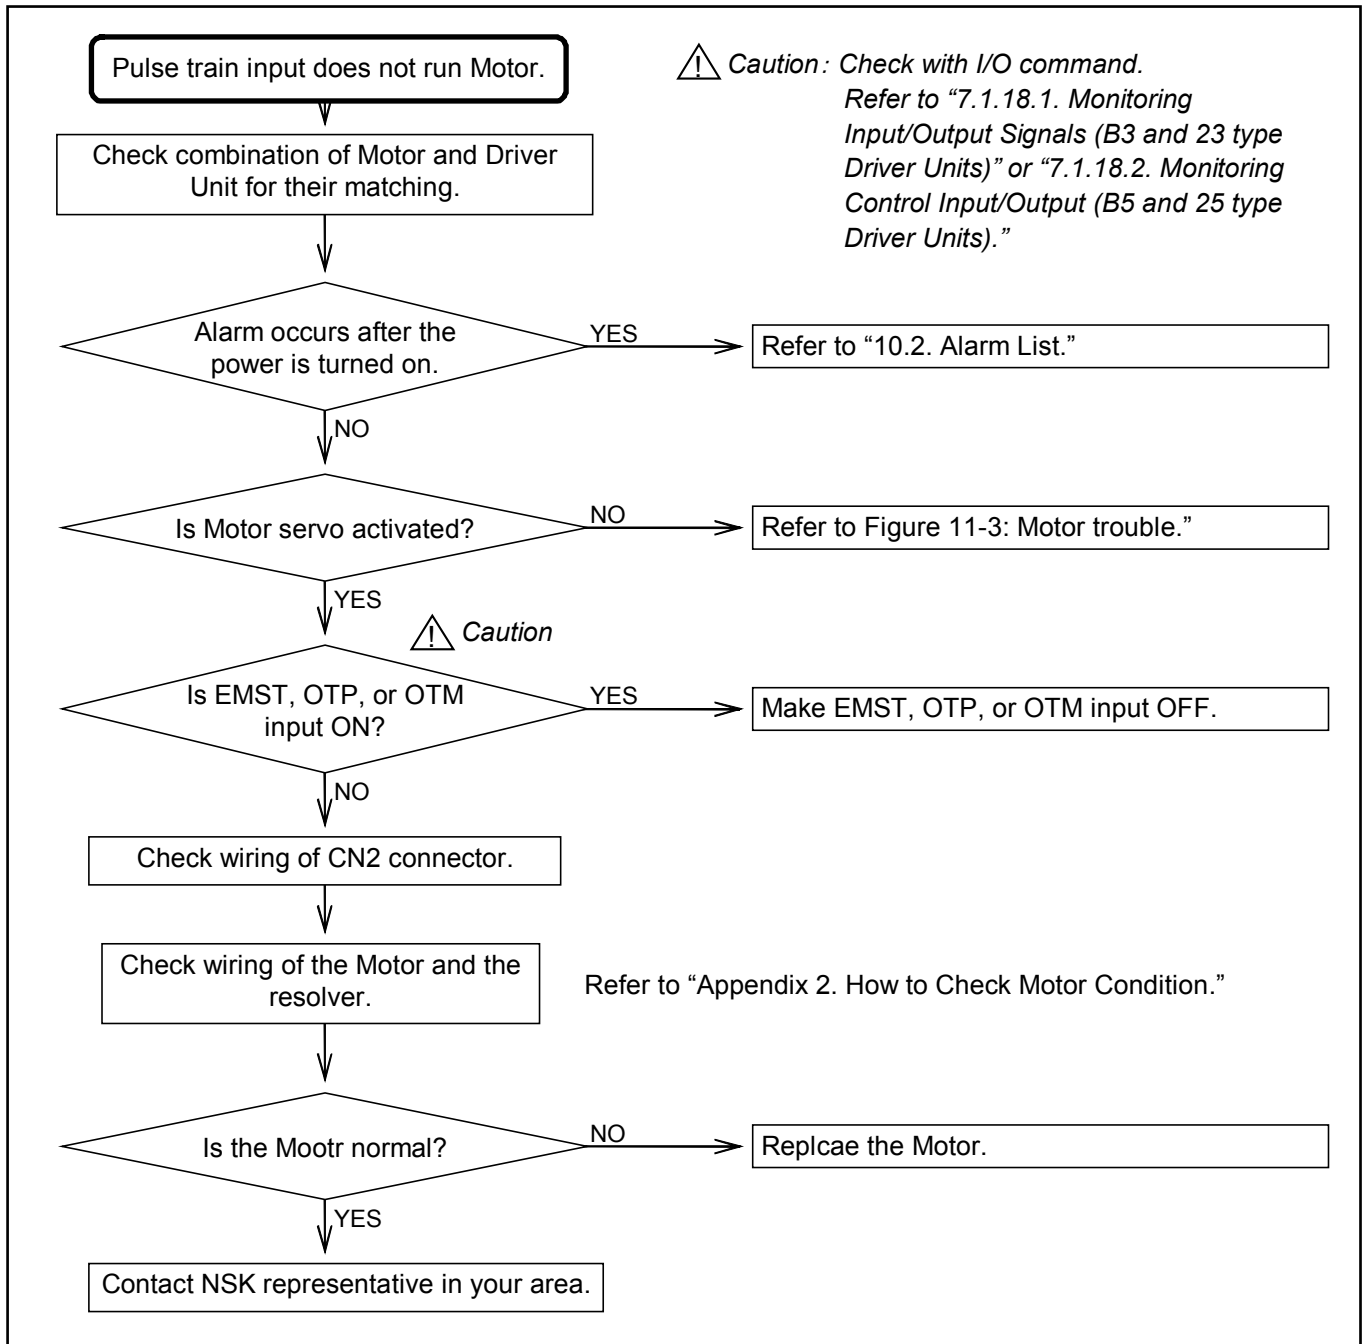 Pulse train input does not run Motor.
! Caution: Check with I/O command.
Refer to “7.1.18.1. Monitoring
Input/Output Signals (B3 and 23 type
Driver Units)” or “7.1.18.2. Monitoring
Control Input/Output (B5 and 25 type
Driver Units).”
Check combination of Motor and Driver
Unit for their matching.
Alarm occurs after the
power is turned on.
YES
Refer to “10.2. Alarm List.”
NO
Is Motor servo activated?
NO
Refer to Figure 11-3: Motor trouble.”
YES
! Caution
Is EMST, OTP, or OTM
input ON?
YES
Make EMST, OTP, or OTM input OFF.
NO
Check wiring of CN2 connector.
Check wiring of the Motor and the
resolver.
Refer to “Appendix 2. How to Check Motor Condition.”
Is the Mootr normal?
NO
Replcae the Motor.
YES
Contact NSK representative in your area.